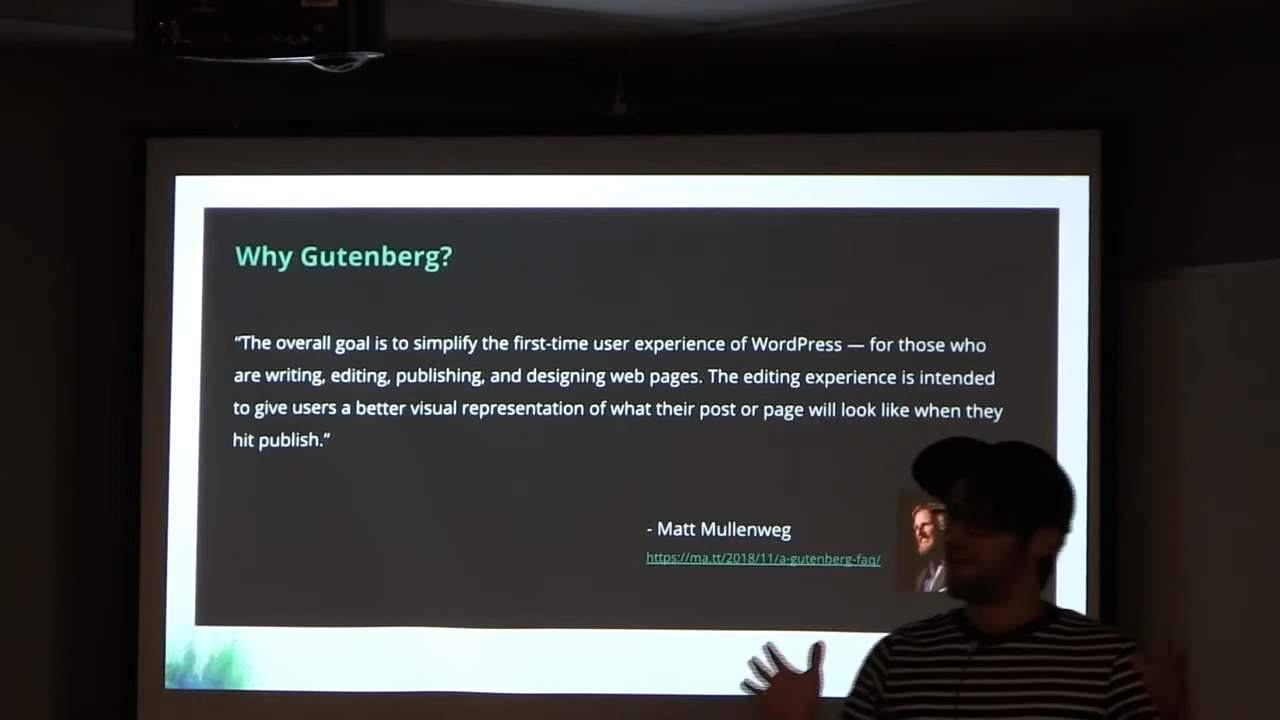 Why Gutenberg?
“The overall goal is to simplify the first-time user experience of WordPress — for those who
are writing, editing, publishing, and designing web pages. The editing experience is intended
to give users a better visual representation of what their post or page will look like when they
hit publish.”
- Matt Mullenweg
https://ma.tt/2018/11/a-gutenberg-faq/